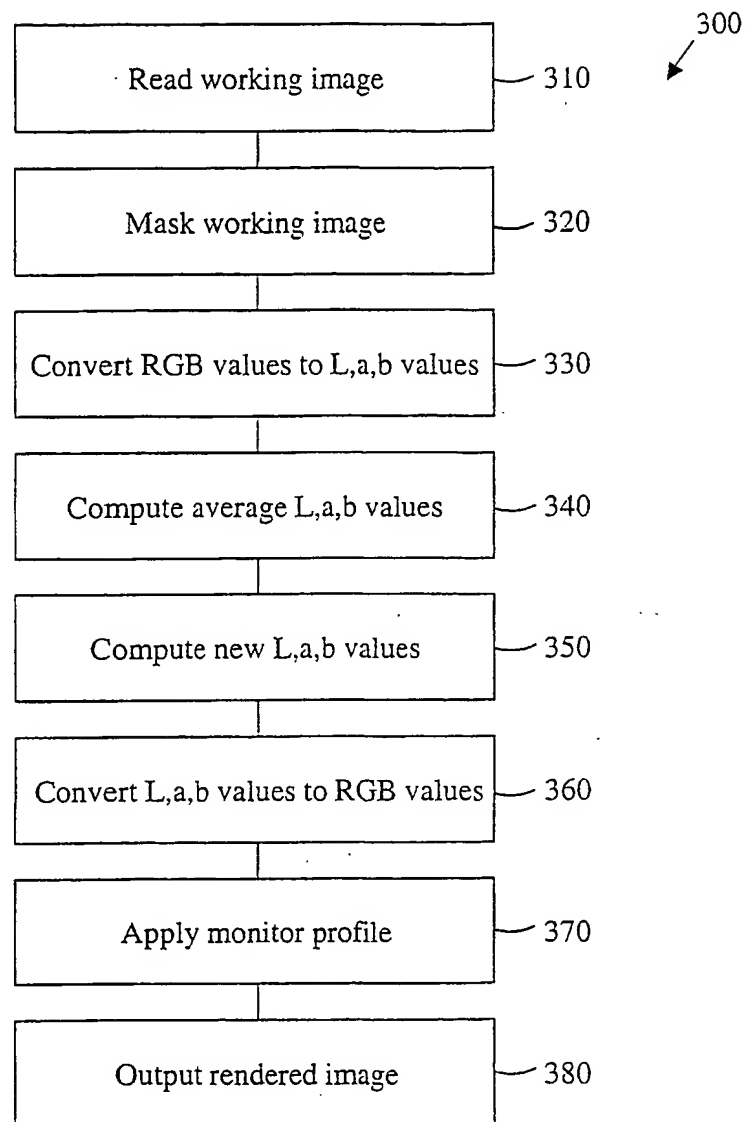 300
Read working image 310
Mask working image 320
Convert RGB values to L,a,b values 330
Compute average L,a,b values 340
Compute new L,a,b values 350
Convert L,a,b values to RGB values 360
Apply monitor profile 370
Output rendered image 380